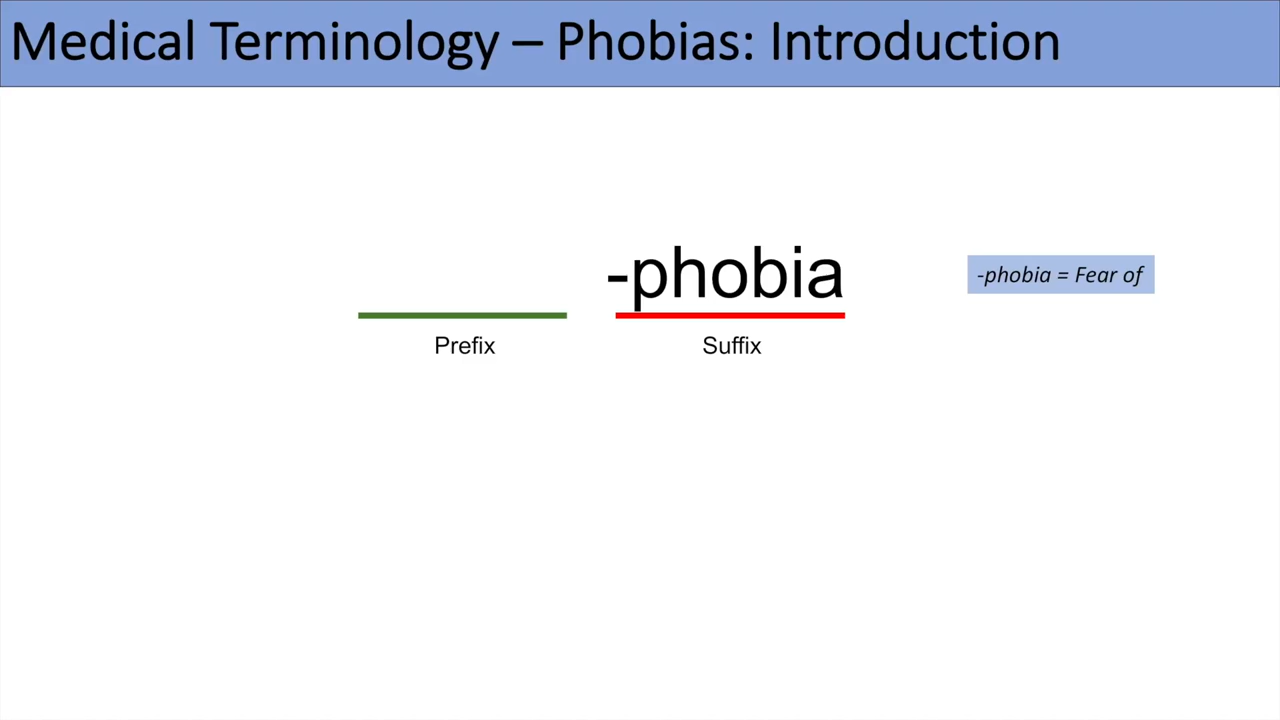 Medical Terminology – Phobias: Introduction
-phobia
-phobia = Fear of
Prefix
Suffix